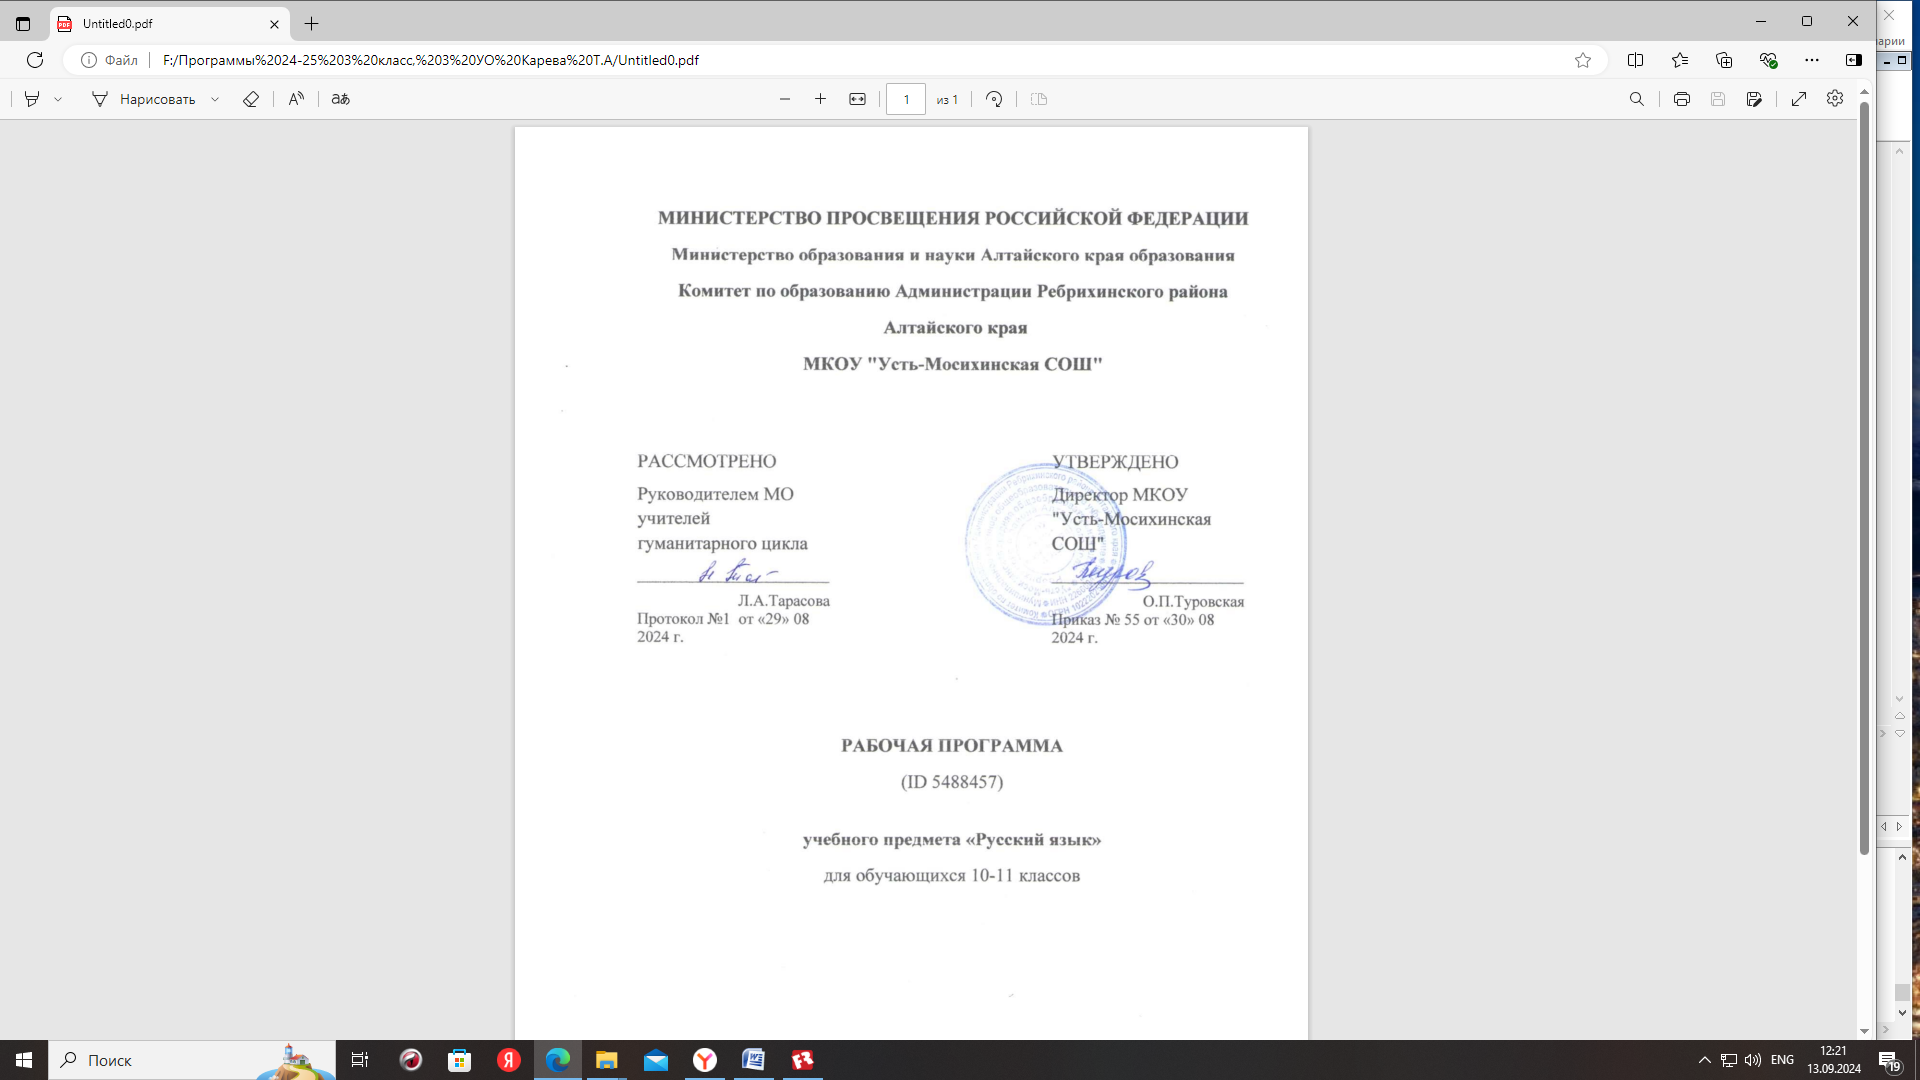 Untitled0.pdf
Файл
F:/Программы%2024-25%203%20класс,%203%20УО%20Карева%20Т.А/Untitled0.pdf
арии
Нарисовать
1
из 1
МИНИСТЕРСТВО ПРОСВЕЩЕНИЯ РОССИЙСКОЙ ФЕДЕРАЦИИ
Министерство образования и науки Алтайского края образования
Комитет по образованию Администрации Ребрихинского района
Алтайского края
МКОУ "Усть-Мосихинская СОШ"
РАССМОТРЕНО
Руководителем МО
учителей
гуманитарного цикла
Л.А.Тарасова
Протокол №1 от «29» 08
2024 г.
УТВЕРЖДЕНО
Директор МКОУ
"Усть-Мосихинская
СОШ"
О.П.Туровская
Приказ № 55 от «30» 08
2024 г.
РАБОЧАЯ ПРОГРАММА
(ID 5488457)
учебного предмета «Русский язык»
для обучающихся 10-11 классов
Поиск
ENG
12:21
13.09.2024
19